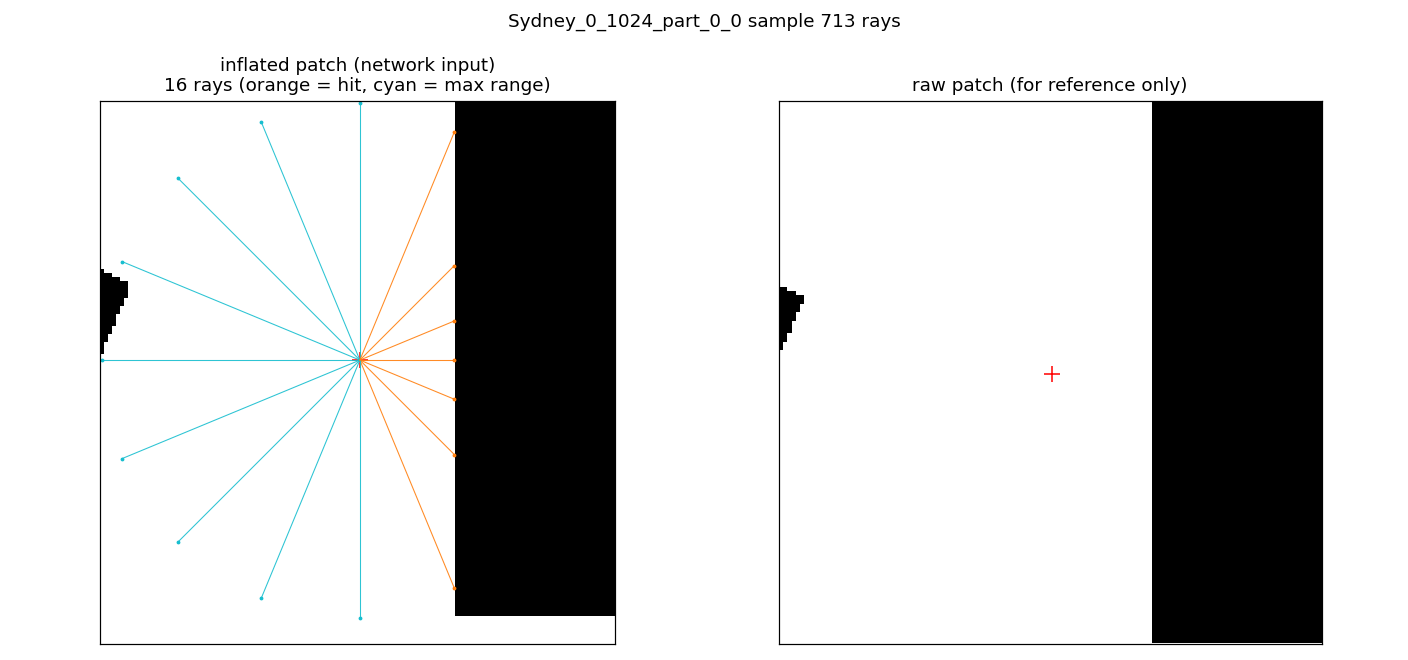 Sydney_0_1024_part_0_0 sample 713 rays
inflated patch (network input)
16 rays (orange = hit, cyan = max range)
raw patch (for reference only)